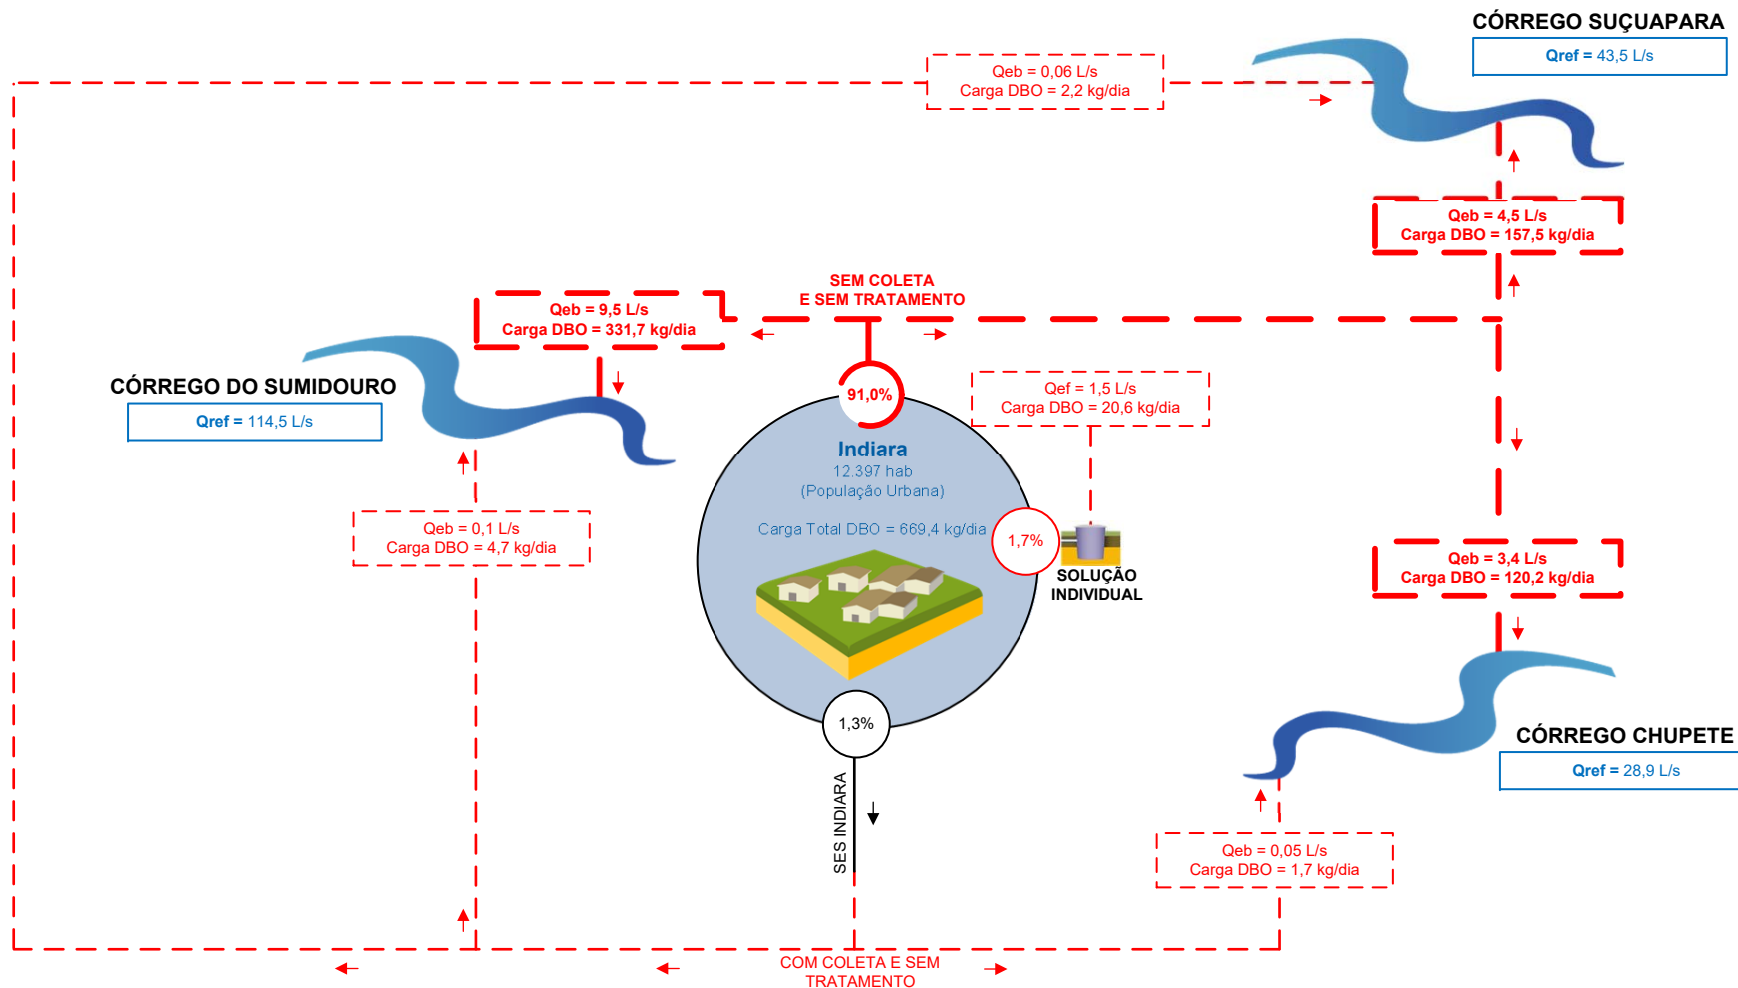 CÓRREGO SUÇUAPARA
Qref = 43,5 L/s
Qeb = 0,06 L/s
Carga DBO = 2,2 kg/dia
Qeb = 4,5 L/s
Carga DBO = 157,5 kg/dia
SEM COLETA
E SEM TRATAMENTO
Qeb = 9,5 L/s
Carga DBO = 331,7 kg/dia
CÓRREGO DO SUMIDOURO
Qref = 114,5 L/s
91,0%
Qef = 1,5 L/s
Carga DBO = 20,6 kg/dia
Indiara
12.397 hab
(População Urbana)
Carga Total DBO = 669,4 kg/dia
1,7%
SOLUÇÃO
INDIVIDUAL
Qeb = 0,1 L/s
Carga DBO = 4,7 kg/dia
Qeb = 3,4 L/s
Carga DBO = 120,2 kg/dia
1,3%
SES INDIARA
CÓRREGO CHUPETE
Qref = 28,9 L/s
Qeb = 0,05 L/s
Carga DBO = 1,7 kg/dia
COM COLETA E SEM
TRATAMENTO